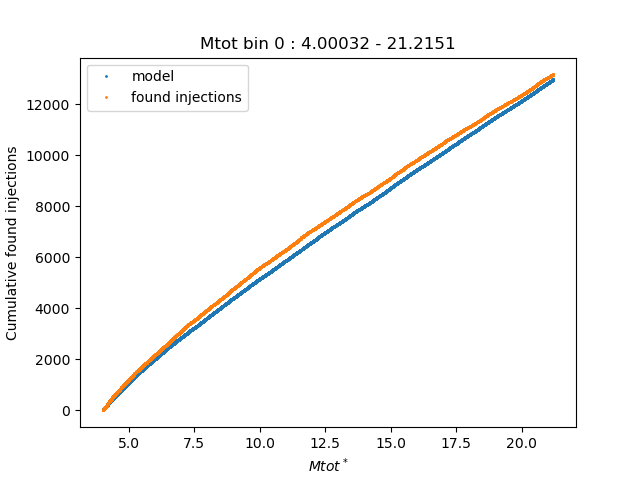 Mtot bin 0 : 4.00032 - 21.2151
model
found injections
Cumulative found injections
12000
10000
8000
6000
4000
2000
0
5.0 7.5 10.0 12.5 15.0 17.5 20.0
Mtot*